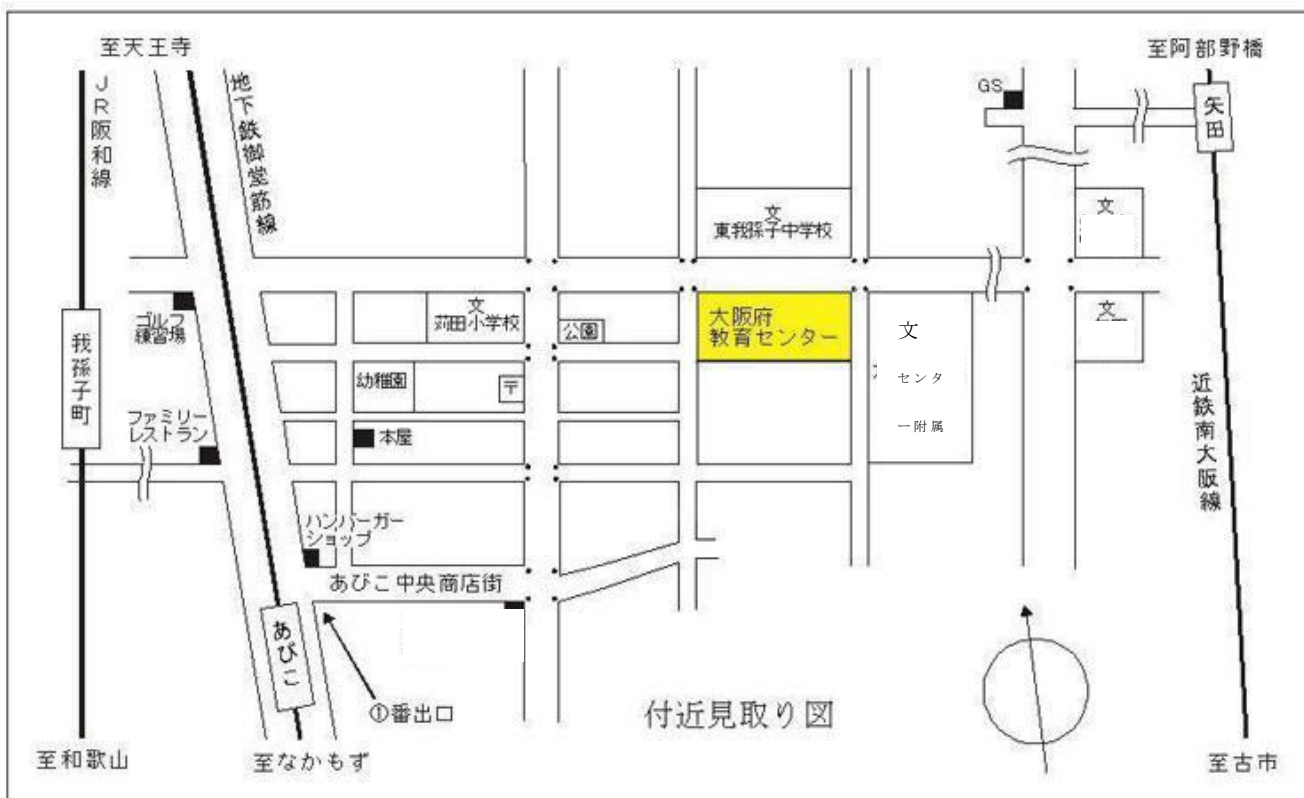 至天王寺
至阿部野橋
JR阪和線
地下鉄御堂筋線
GS
矢田
文
東我孫子中学校
文
ゴルフ
練習場
文
苅田小学校
公園
大阪府
教育センター
文
センタ
ー附属
文
我孫子町
幼稚園
〒
ファミリー
レストラン
本屋
近鉄南大阪線
ハンバーガー
ショップ
あびこ中央商店街
あびこ
①番出口
付近見取り図
至和歌山
至なかもず
至古市